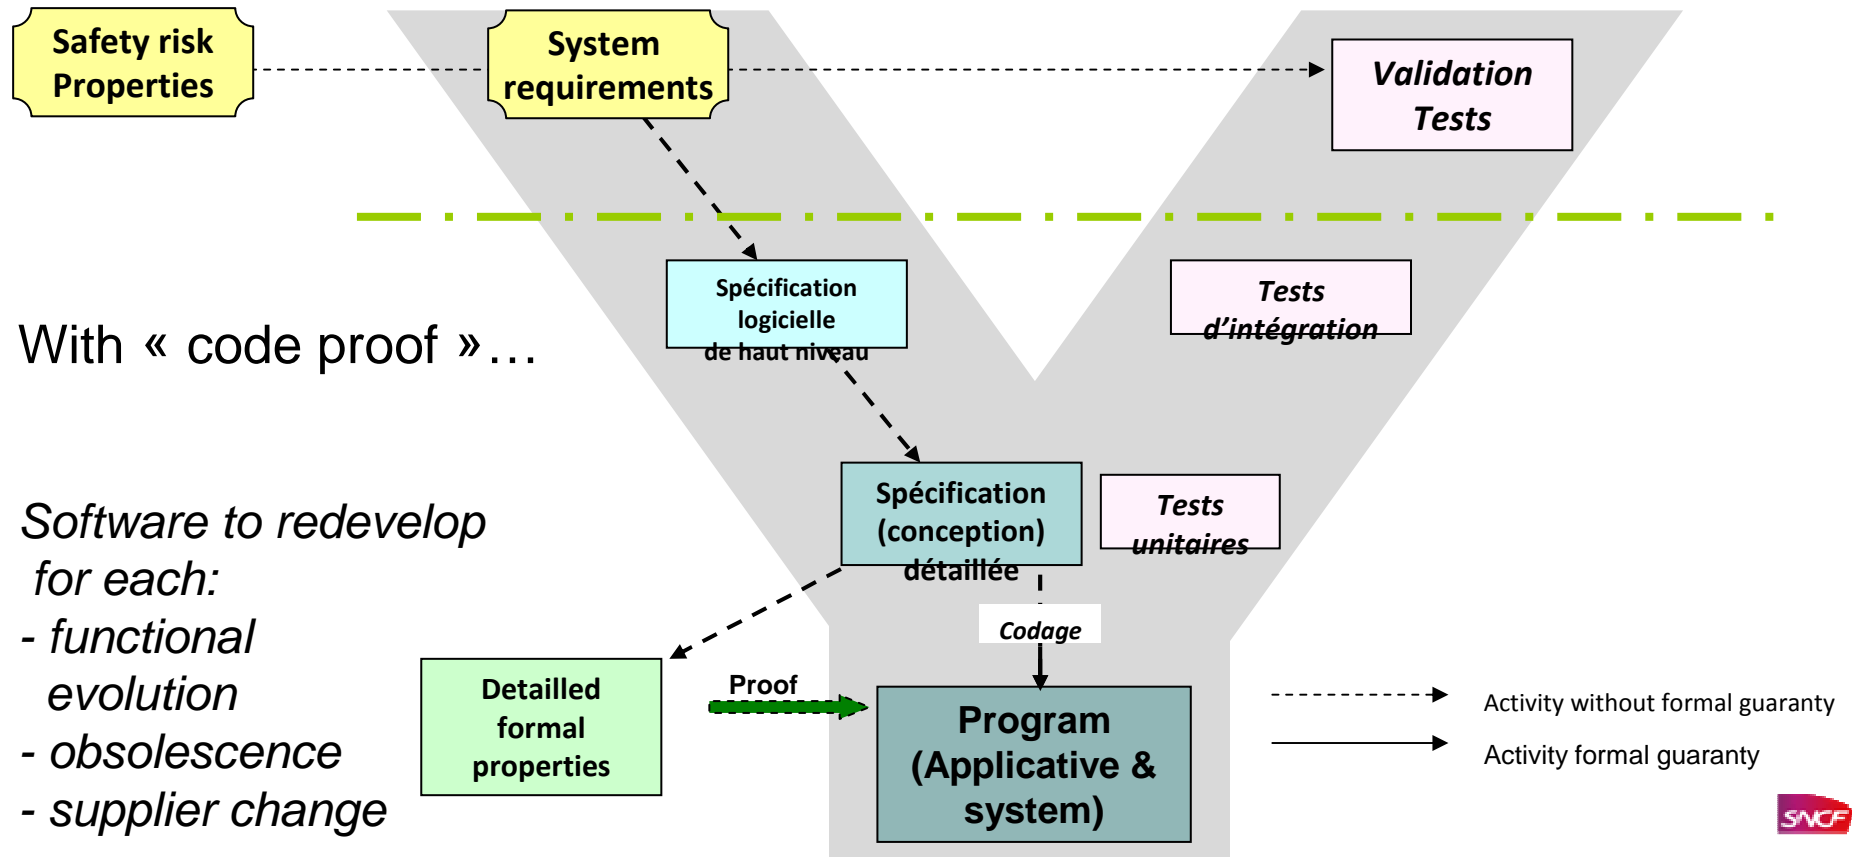 Safety risk
Properties
System
requirements
Validation
Tests
Spécification
logicielle
de haut niveau
Tests
d'intégration
With « code proof »…
Spécification
(conception)
détaillée
Tests
unitaires
Software to redevelop
for each:
- functional
evolution
- obsolescence
- supplier change
Codage
Detailled
formal
properties
Proof
Program
(Applicative &
system)
Activity without formal guaranty
Activity formal guaranty
SNCF